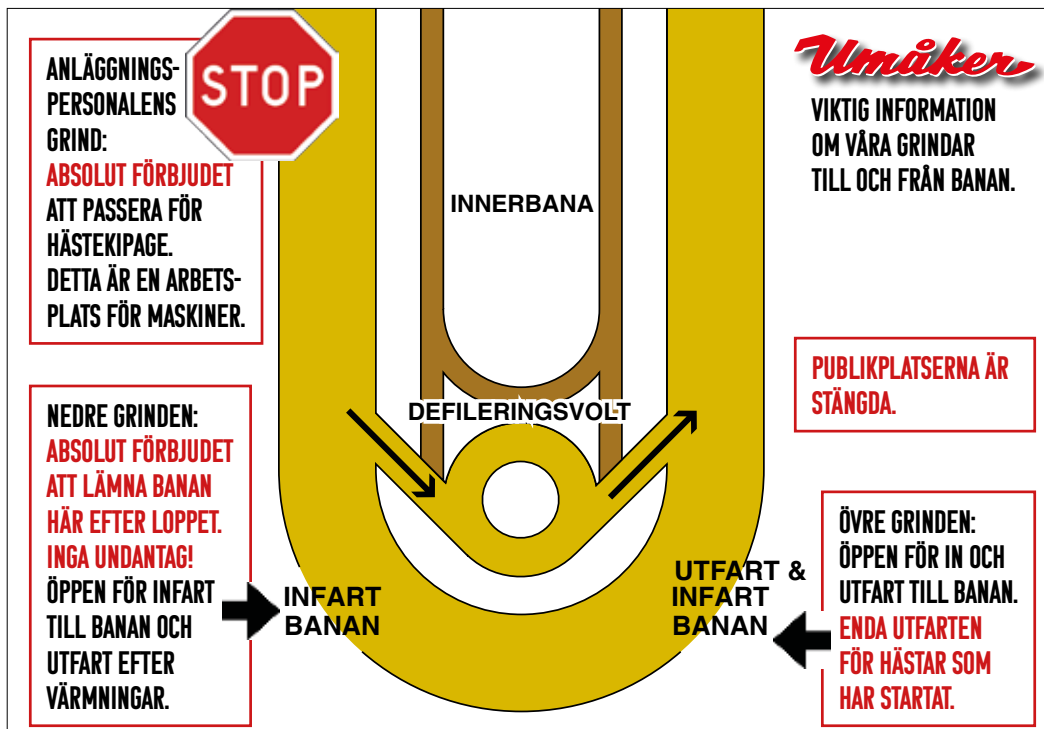 ANLÄGGNINGS-
PERSONALENS
GRIND:
ABSOLUT FÖRBJUDET
ATT PASSERA FÖR
HÄSTEKIPAGE.
DETTA ÄR EN ARBETS-
PLATS FÖR MASKINER.
STOP
Umåker
VIKTIG INFORMATION
OM VÅRA GRINDAR
TILL OCH FRÅN BANAN.
INNERBANA
DEFILERINGSVOLT
PUBLIKPLATSERNA ÄR
STÄNGDA.
NEDRE GRINDEN:
ABSOLUT FÖRBJUDET
ATT LÄMNA BANAN
HÄR EFTER LOPPET.
INGA UNDANTAG!
ÖPPEN FÖR INFART
TILL BANAN OCH
UTFART EFTER
VÄRMNINGAR.
INFART
BANAN
UTFART &
INFART
BANAN
ÖVRE GRINDEN:
ÖPPEN FÖR IN OCH
UTFART TILL BANAN.
ENDA UTFARTEN
FÖR HÄSTAR SOM
HAR STARTAT.